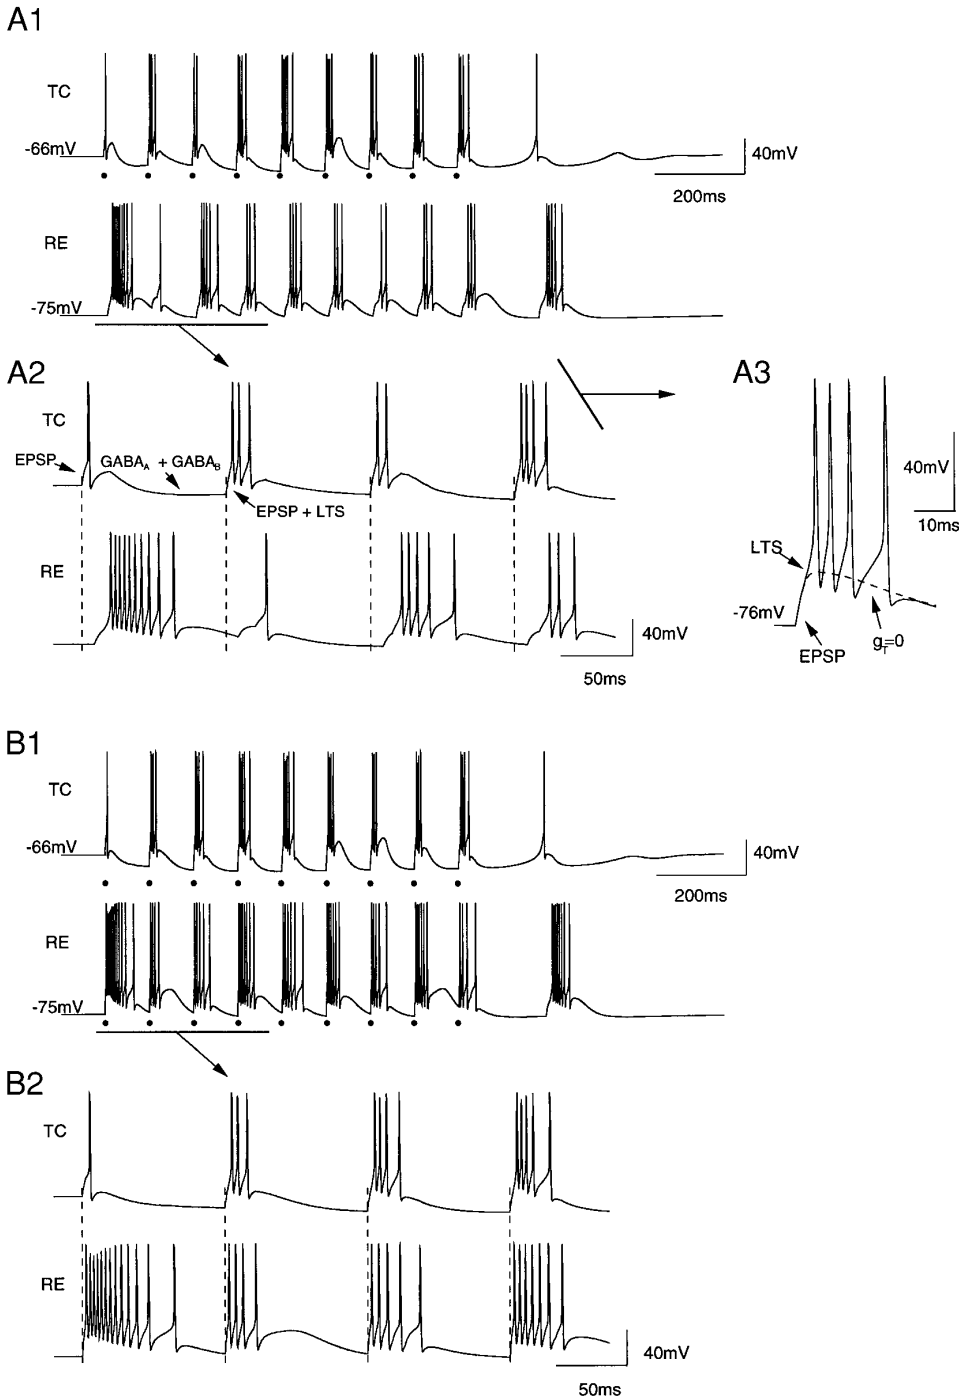 A1
TC
-66mV
40mV
200ms
RE
-75mV
A2
A3
TC
EPSP
GABAA + GABAB
EPSP + LTS
40mV
10ms
LTS
-76mV
gT=0
EPSP
RE
40mV
50ms
B1
TC
-66mV
40mV
200ms
RE
-75mV
B2
TC
RE
40mV
50ms